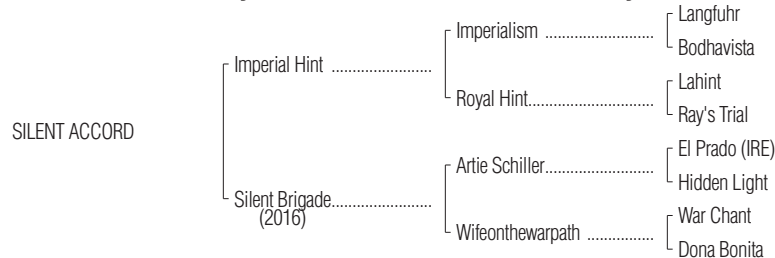 Langfuhr
Imperialism ......................
Bodhavista
Imperial Hint ............................
Lahint
Royal Hint..........................
Ray's Trial
SILENT ACCORD
El Prado (IRE)
Artie Schiller......................
Hidden Light
Silent Brigade............................
(2016)
War Chant
Wifeonthewarpath ..................
Dona Bonita